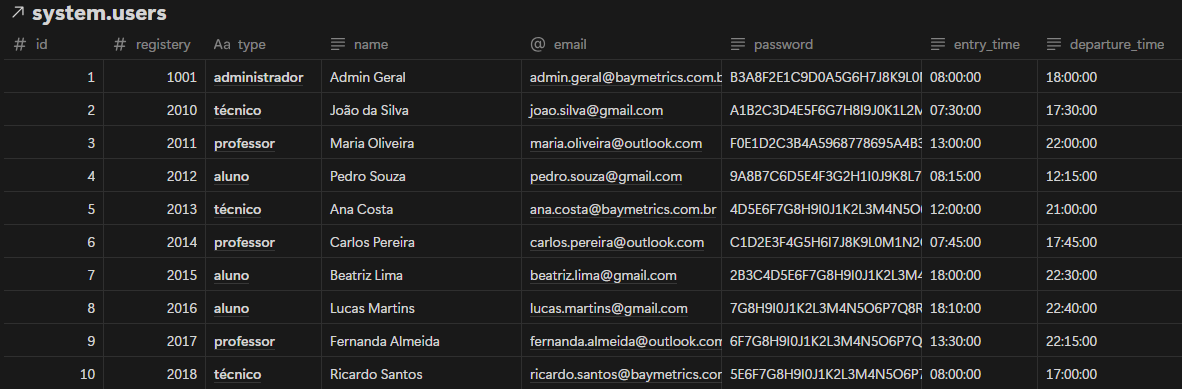 system.users
# id # registery Aa type name @ email password entry_time departure_time
1 1001 administrador Admin Geral admin.geral@baymetrics.com.b B3A8F2E1C9D0A5G6H7J8K9L0 08:00:00 18:00:00
2 2010 técnico João da Silva joao.silva@gmail.com A1B2C3D4E5F6G7H8I9J0K1L2M 07:30:00 17:30:00
3 2011 professor Maria Oliveira maria.oliveira@outlook.com F0E1D2C3B4A5968778695A4B3 13:00:00 22:00:00
4 2012 aluno Pedro Souza pedro.souza@gmail.com 9A8B7C6D5E4F3G2H1I0J9K8L7 08:15:00 12:15:00
5 2013 técnico Ana Costa ana.costa@baymetrics.com.br 4D5E6F7G8H9I0J1K2L3M4N5O 12:00:00 21:00:00
6 2014 professor Carlos Pereira carlos.pereira@outlook.com C1D2E3F4G5H6I7J8K9L0M1N2 07:45:00 17:45:00
7 2015 aluno Beatriz Lima beatriz.lima@gmail.com 2B3C4D5E6F7G8H9I0J1K2L3M4 18:00:00 22:30:00
8 2016 aluno Lucas Martins lucas.martins@gmail.com 7G8H9I0J1K2L3M4N5O6P7Q8R 18:10:00 22:40:00
9 2017 professor Fernanda Almeida fernanda.almeida@outlook.com 6F7G8H9I0J1K2L3M4N5O6P7Q 13:30:00 22:15:00
10 2018 técnico Ricardo Santos ricardo.santos@baymetrics.com 5E6F7G8H9I0J1K2L3M4N5O6P 08:00:00 17:00:00